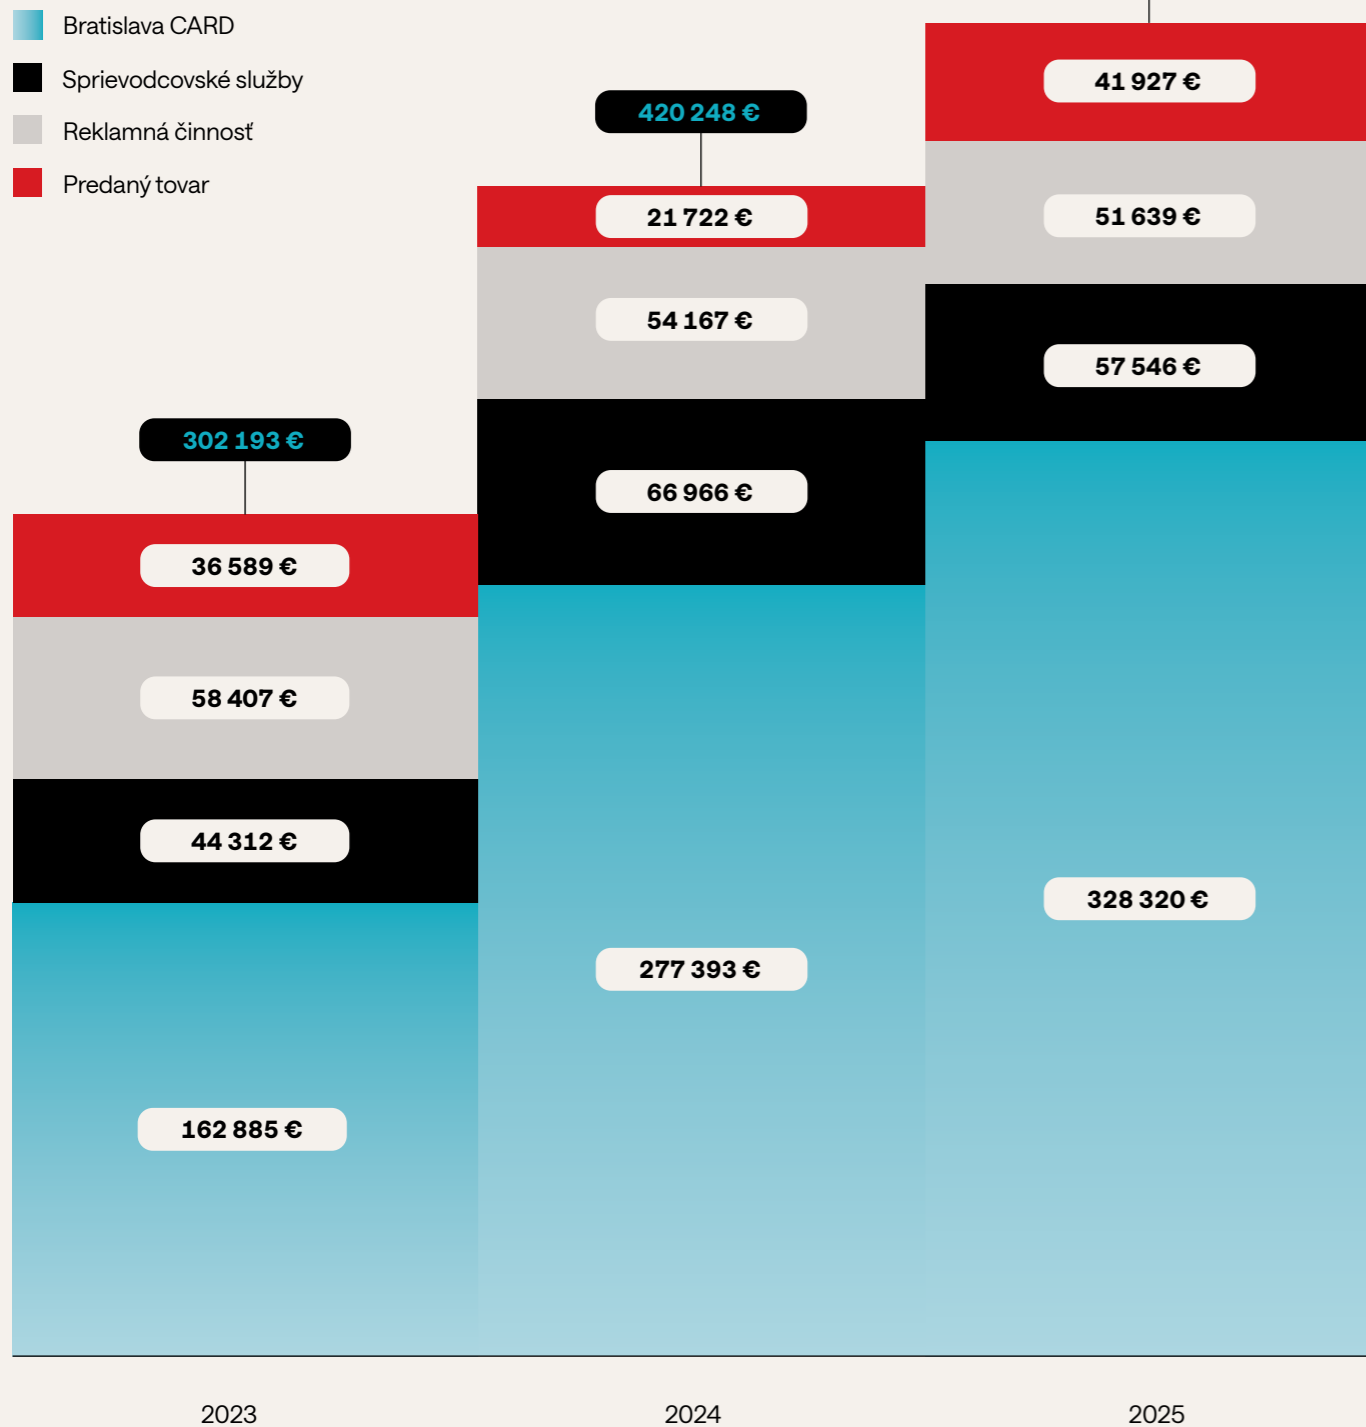 Bratislava CARD
Sprievodcovské služby
Reklamná činnosť
Predaný tovar
302 193 €
36 589 €
58 407 €
44 312 €
162 885 €
420 248 €
21 722 €
54 167 €
66 966 €
277 393 €
41 927 €
51 639 €
57 546 €
328 320 €
2023
2024
2025